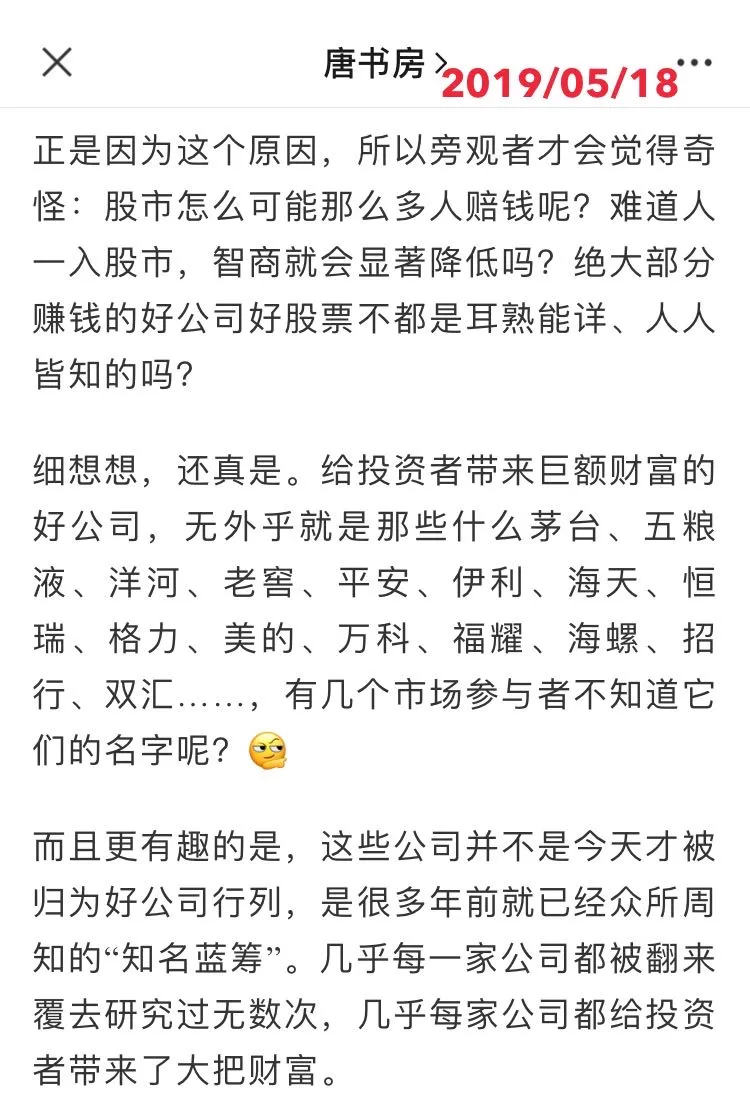 唐书房
2019/05/18
正是因为这个原因，所以旁观者才会觉得奇
怪：股市怎么可能那么多人赔钱呢？难道人
一入股市，智商就会显著降低吗？绝大部分
赚钱的好公司好股票不都是耳熟能详、人人
皆知的吗？
细想想，还真是。给投资者带来巨额财富的
好公司，无外乎就是那些什么茅台、五粮
液、洋河、老窖、平安、伊利、海天、恒
瑞、格力、美的、万科、福耀、海螺、招
行、双汇……，有几个市场参与者不知道它
们的名字呢？
而且更有趣的是，这些公司并不是今天才被
归为好公司行列，是很多年前就已经众所周
知的“知名蓝筹”。几乎每一家公司都被翻来
覆去研究过无数次，几乎每家公司都给投资
者带来了大把财富。